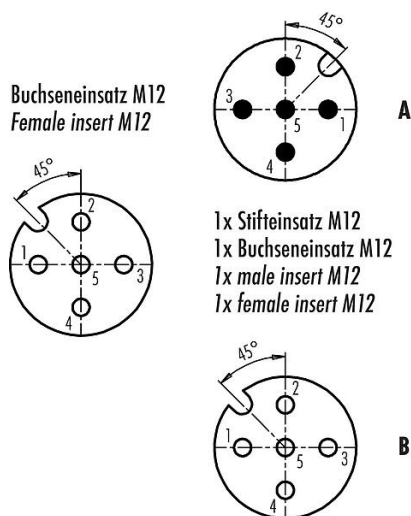 Buchseneinsatz M12
Female insert M12
45°
2
1
5
3
4
45°
2
3
5
1
4
A
1x Stifteinsatz M12
1x Buchseneinsatz M12
1x male insert M12
1x female insert M12
45°
2
1
5
3
4
B